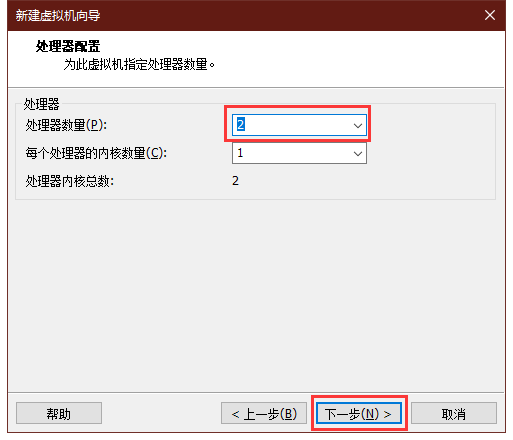 新建虚拟机向导
处理器配置
为此虚拟机指定处理器数量。
处理器
处理器数量(P):
2
每个处理器的内核数量(C):
1
处理器内核总数:
2
帮助
< 上一步(B)
下一步(N) >
取消